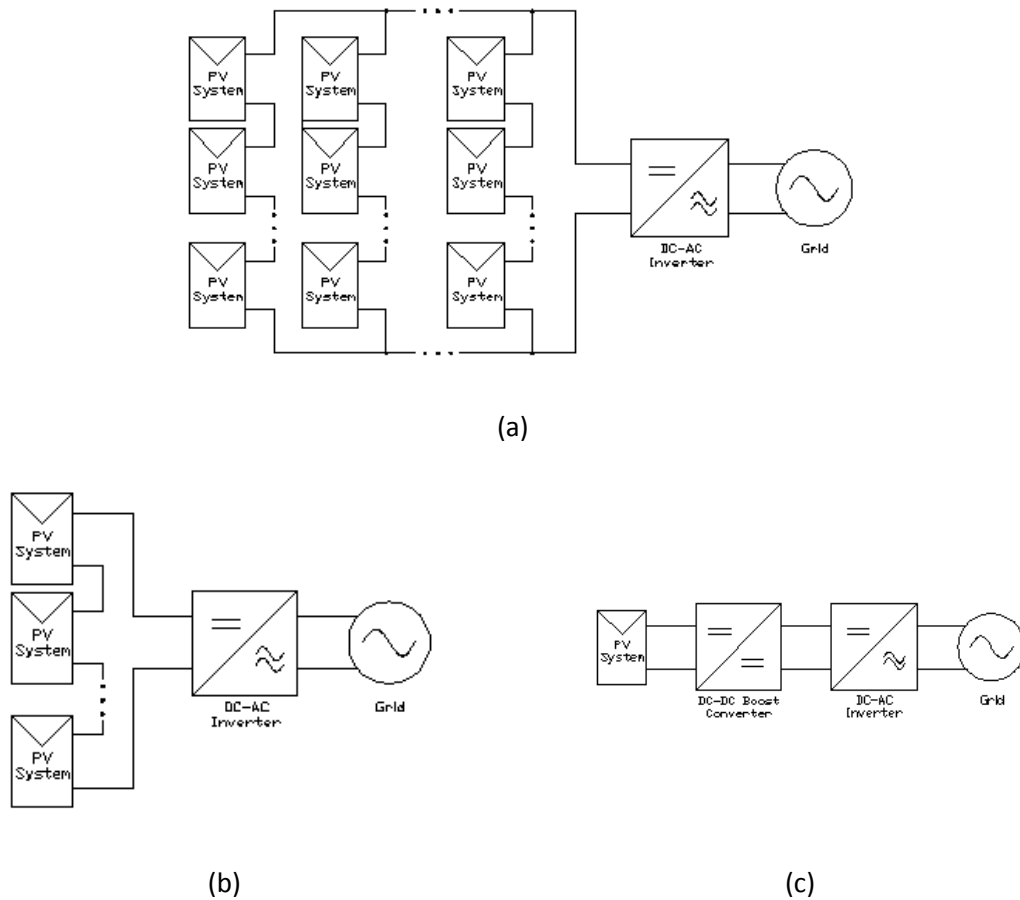 PV
System
PV
System
PV
System
PV
System
PV
System
PV
System
PV
System
PV
System
PV
System
DC-AC
Inverter
Grid
(a)
PV
System
PV
System
PV
System
DC-AC
Inverter
Grid
PV
System
DC-DC Boost
Converter
DC-AC
Inverter
Grid
(b)
(c)